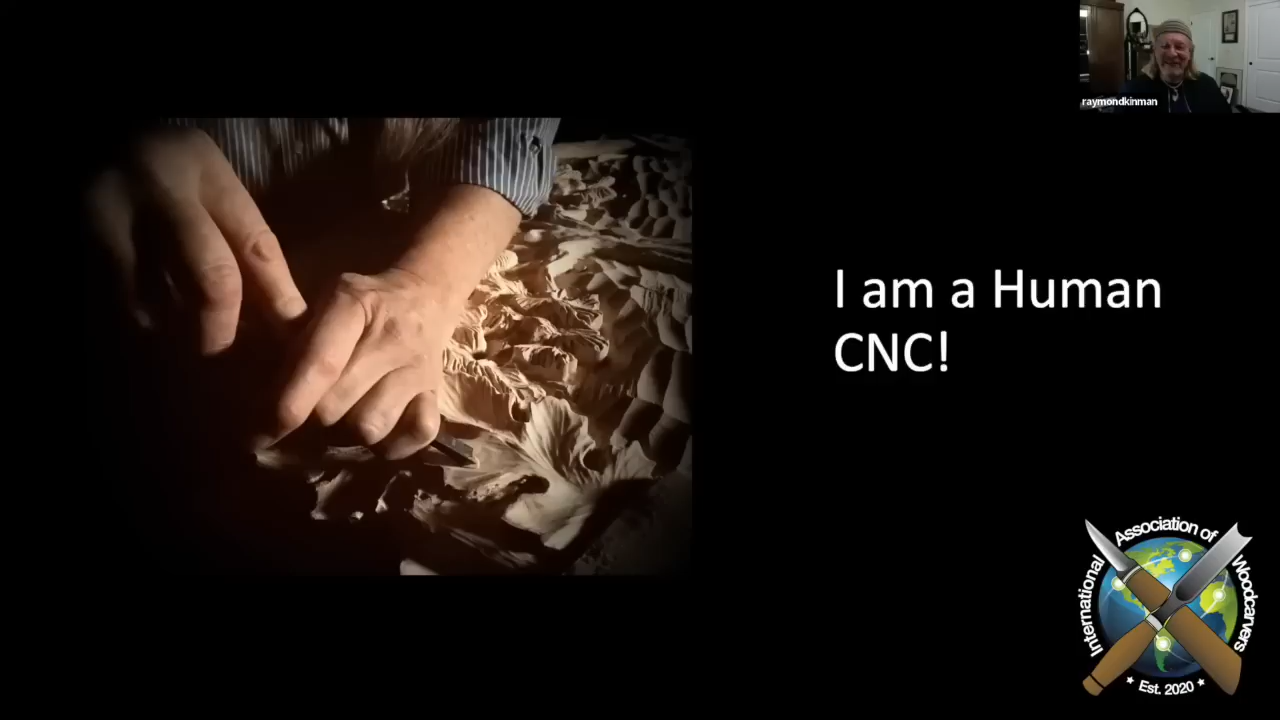 raymondkinman
I am a Human
CNC!
International Association of Woodcarvers
Est. 2020